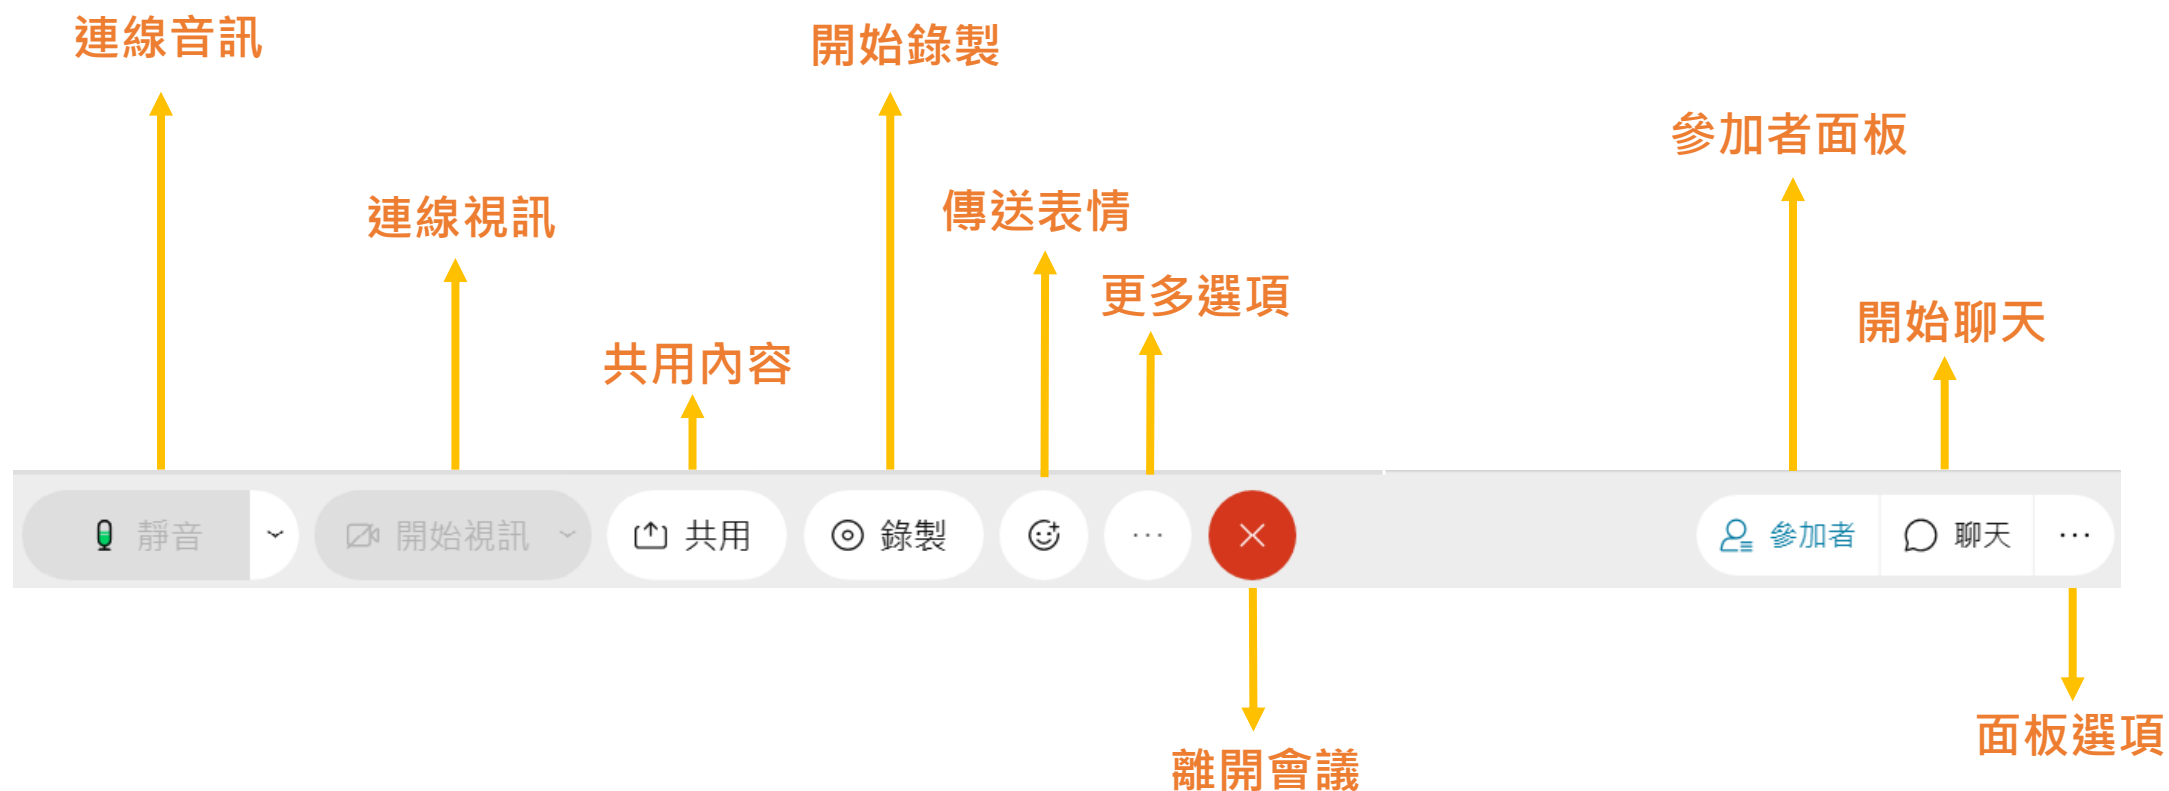 連線音訊
開始錄製
參加者面板
連線視訊
傳送表情
更多選項
開始聊天
共用內容
靜音
開始視訊
共用
錄製
參加者
聊天
面板選項
離開會議